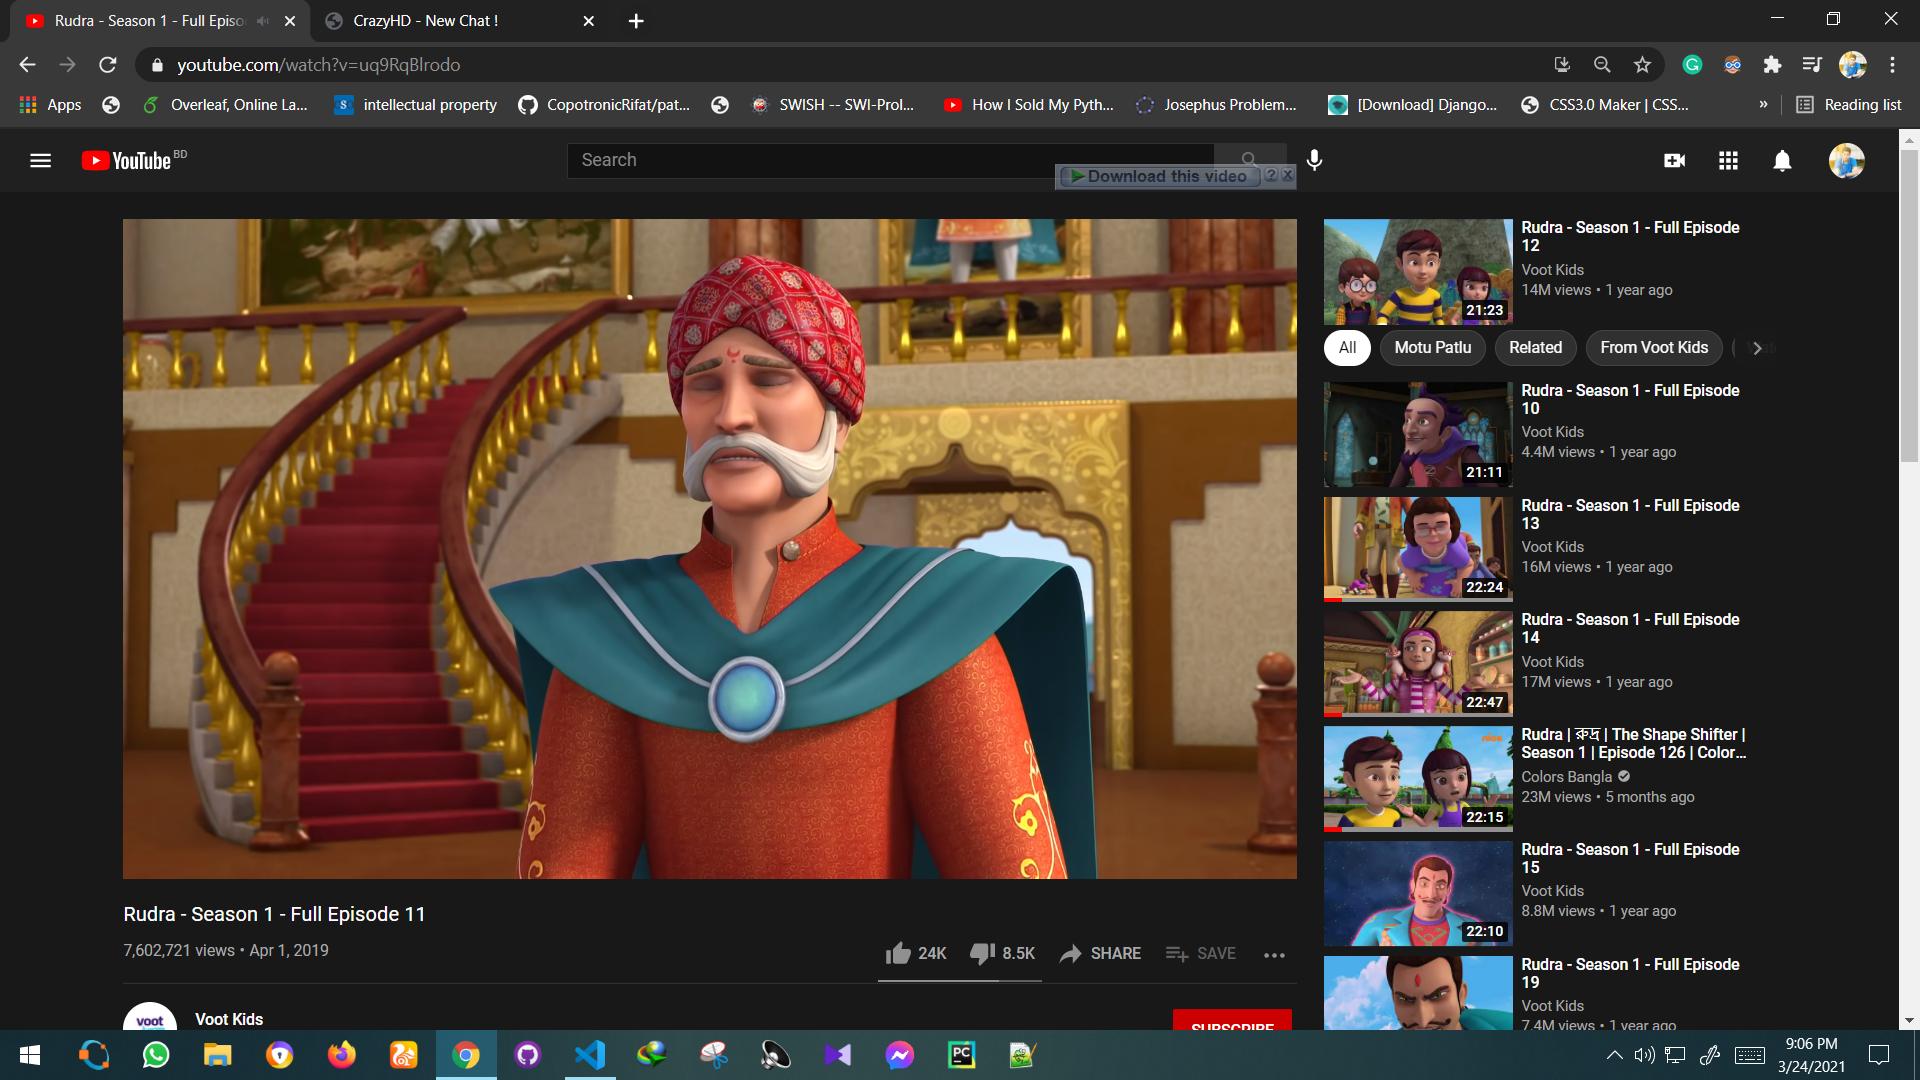 Rudra - Season 1 - Full Episo
CrazyHD - New Chat !
youtube.com/watch?v=uq9RqBlrodo
Apps
Overleaf, Online La...
intellectual property
CopotronicRifat/pat...
SWISH -- SWI-Prol...
How I Sold My Pyth...
Josephus Problem...
[Download] Django...
CSS3.0 Maker | CSS...
»
Reading list
YouTube BD
Search
Download this video
Rudra - Season 1 - Full Episode
12
Voot Kids
14M views • 1 year ago
21:23
All
Motu Patlu
Related
From Voot Kids
Rudra - Season 1 - Full Episode
10
Voot Kids
4.4M views • 1 year ago
21:11
Rudra - Season 1 - Full Episode
13
Voot Kids
16M views • 1 year ago
22:24
Rudra - Season 1 - Full Episode
14
Voot Kids
17M views • 1 year ago
22:47
Rudra | রুদ্র | The Shape Shifter |
Season 1 | Episode 126 | Color...
Colors Bangla
23M views • 5 months ago
22:15
Rudra - Season 1 - Full Episode
15
Voot Kids
8.8M views • 1 year ago
22:10
Rudra - Season 1 - Full Episode
19
Voot Kids
7.4M views • 1 year ago
Rudra - Season 1 - Full Episode 11
7,602,721 views • Apr 1, 2019
24K
8.5K
SHARE
SAVE
voot
Voot Kids
SUBSCRIBE
PC
9:06 PM
3/24/2021